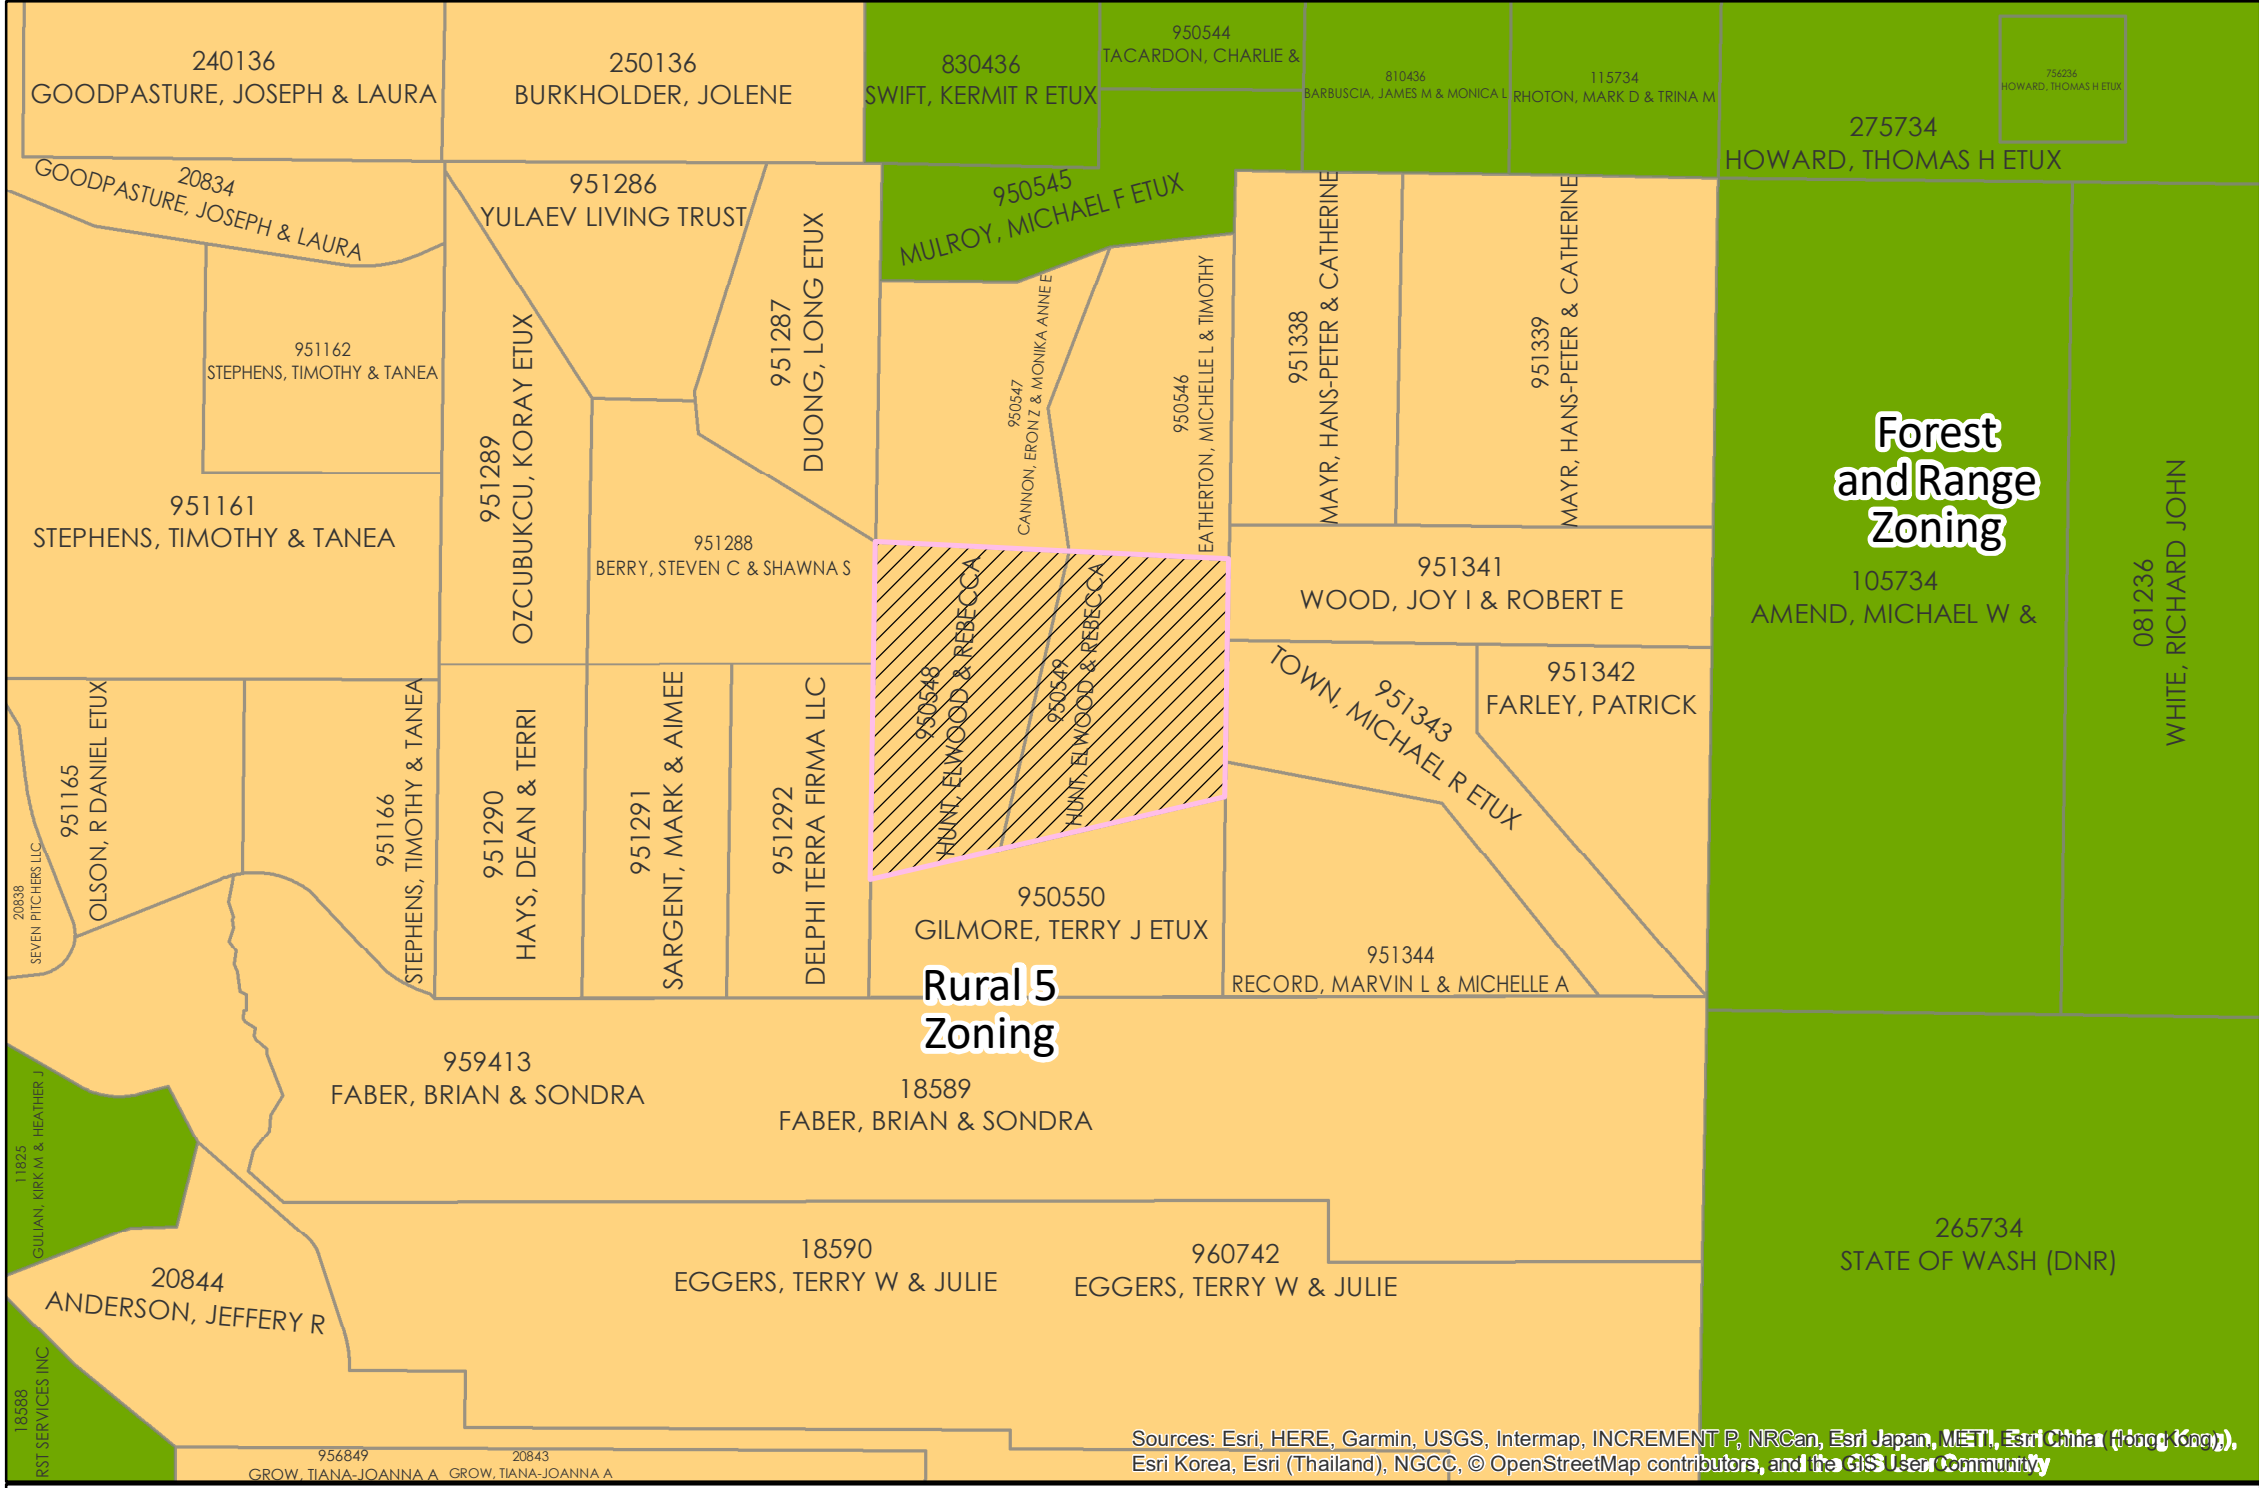 240136
GOODPASTURE, JOSEPH & LAURA
250136
BURKHOLDER, JOLENE
830436
SWIFT, KERMIT R ETUX
950544
TACARDON, CHARLIE &
810436
BARBUSCIA, JAMES M & MONICA L
115734
RHOTON, MARK D & TRINA M
756236
HOWARD, THOMAS H ETUX
275734
HOWARD, THOMAS H ETUX
20834
GOODPASTURE, JOSEPH & LAURA
951286
YULAEV LIVING TRUST
951287
DUONG, LONG ETUX
950545
MULROY, MICHAEL F ETUX
950547
CANNON, ERON Z & MONIKA ANNE E
950546
EATHERTON, MICHELLE L & TIMOTHY
951338
MAYR, HANS-PETER & CATHERINE
951339
MAYR, HANS-PETER & CATHERINE
951162
STEPHENS, TIMOTHY & TANEA
951161
STEPHENS, TIMOTHY & TANEA
951289
OZCUBUKCU, KORAY ETUX
951288
BERRY, STEVEN C & SHAWNA S
Forest
and Range
Zoning
951341
WOOD, JOY I & ROBERT E
105734
AMEND, MICHAEL W &
081236
WHITE, RICHARD JOHN
950548
HUNT, ELWOOD & REBECCA
950549
HUNT, ELWOOD & REBECCA
951343
TOWN, MICHAEL R ETUX
951342
FARLEY, PATRICK
20838
SEVEN PITCHERS LLC
951165
OLSON, R DANIEL ETUX
951166
STEPHENS, TIMOTHY & TANEA
951290
HAYS, DEAN & TERRI
951291
SARGENT, MARK & AIMEE
951292
DELPHI TERRA FIRMA LLC
950550
GILMORE, TERRY J ETUX
951344
RECORD, MARVIN L & MICHELLE A
Rural 5
Zoning
959413
FABER, BRIAN & SONDRA
18589
FABER, BRIAN & SONDRA
11825
GULIAN, KIRK M & HEATHER J
18590
EGGERS, TERRY W & JULIE
960742
EGGERS, TERRY W & JULIE
265734
STATE OF WASH (DNR)
20844
ANDERSON, JEFFERY R
18588
RST SERVICES INC
956849
GROW, TIANA-JOANNA A
20843
GROW, TIANA-JOANNA A
Sources: Esri, HERE, Garmin, USGS, Intermap, INCREMENT P, NRCan, Esri Japan, METI, Esri China (Hong Kong),
Esri Korea, Esri (Thailand), NGCC, © OpenStreetMap contributors, and the GIS User Community